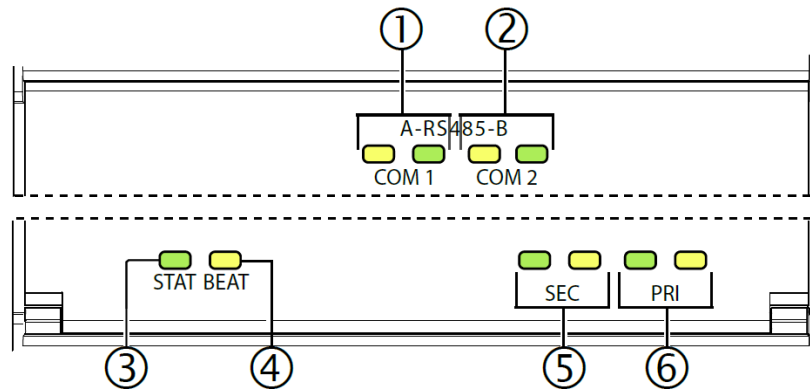 ① ②
A-RS485-B
COM 1 COM 2
STAT BEAT
SEC PRI
③ ④ ⑤ ⑥